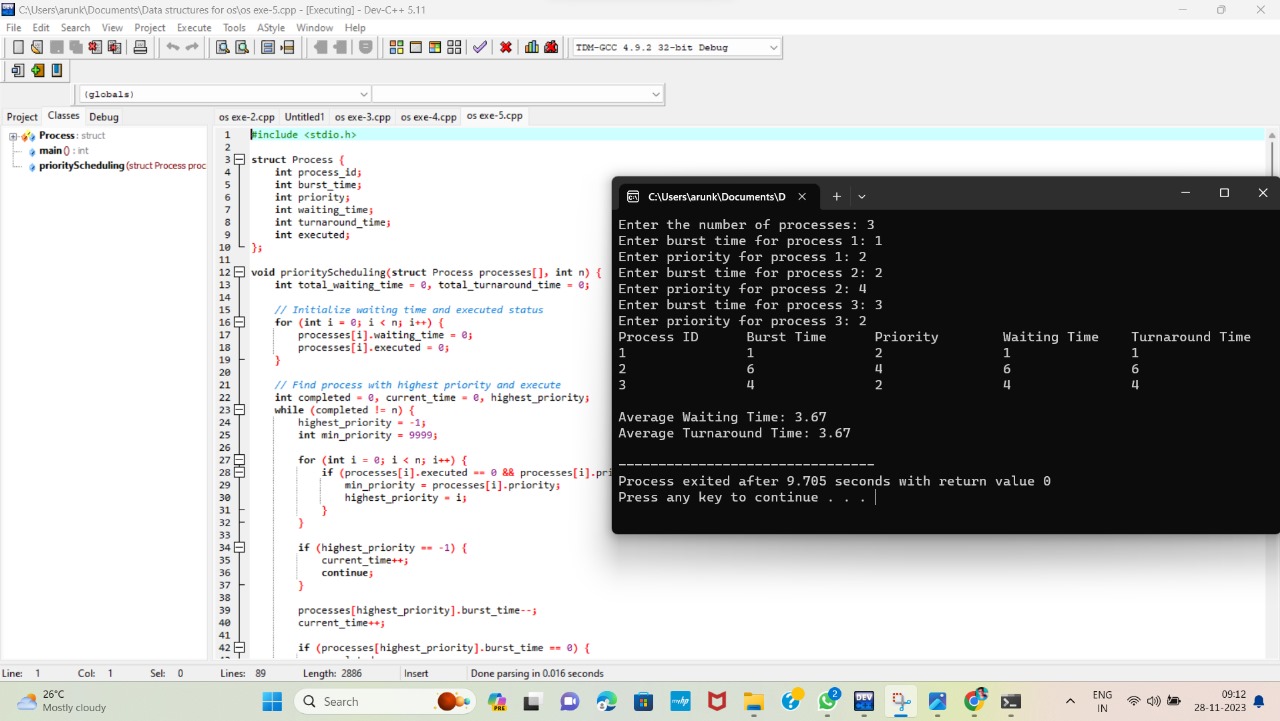 C:\Users\arunk\Documents\Data structures for os\os exe-5.cpp - [Executing] - Dev-C++ 5.11
File Edit Search View Project Execute Tools AStyle Window Help
TDM-GCC 4.9.2 32-bit Debug
(globals)
Project Classes Debug
os exe-2.cpp Untitled1 os exe-3.cpp os exe-4.cpp os exe-5.cpp
Process : struct
main () : int
priorityScheduling (struct Process proc
1 #include <stdio.h>
2
3 struct Process {
4 int process_id;
5 int burst_time;
6 int priority;
7 int waiting_time;
8 int turnaround_time;
9 int executed;
10 };
11
12 void priorityScheduling(struct Process processes[], int n) {
13 int total_waiting_time = 0, total_turnaround_time = 0;
14
15 // Initialize waiting time and executed status
16 for (int i = 0; i < n; i++) {
17 processes[i].waiting_time = 0;
18 processes[i].executed = 0;
19 }
20
21 // Find process with highest priority and execute
22 int completed = 0, current_time = 0, highest_priority;
23 while (completed != n) {
24 highest_priority = -1;
25 int min_priority = 9999;
26
27 for (int i = 0; i < n; i++) {
28 if (processes[i].executed == 0 && processes[i].pri
29 min_priority = processes[i].priority;
30 highest_priority = i;
31 }
32 }
33
34 if (highest_priority == -1) {
35 current_time++;
36 continue;
37 }
38
39 processes[highest_priority].burst_time--;
40 current_time++;
41
42 if (processes[highest_priority].burst_time == 0) {
C:\Users\arunk\Documents\D
Enter the number of processes: 3
Enter burst time for process 1: 1
Enter priority for process 1: 2
Enter burst time for process 2: 2
Enter priority for process 2: 4
Enter burst time for process 3: 3
Enter priority for process 3: 2
Process ID Burst Time Priority Waiting Time Turnaround Time
1 1 2 1 1
2 6 4 6 6
3 4 2 4 4
Average Waiting Time: 3.67
Average Turnaround Time: 3.67
--------------------------------
Process exited after 9.705 seconds with return value 0
Press any key to continue . . .
Line: 1 Col: 1 Sel: 0 Lines: 89 Length: 2886 Insert Done parsing in 0.016 seconds
26°C
Mostly cloudy
Search
PRE
2
DEV
ENG
IN
09:12
28-11-2023